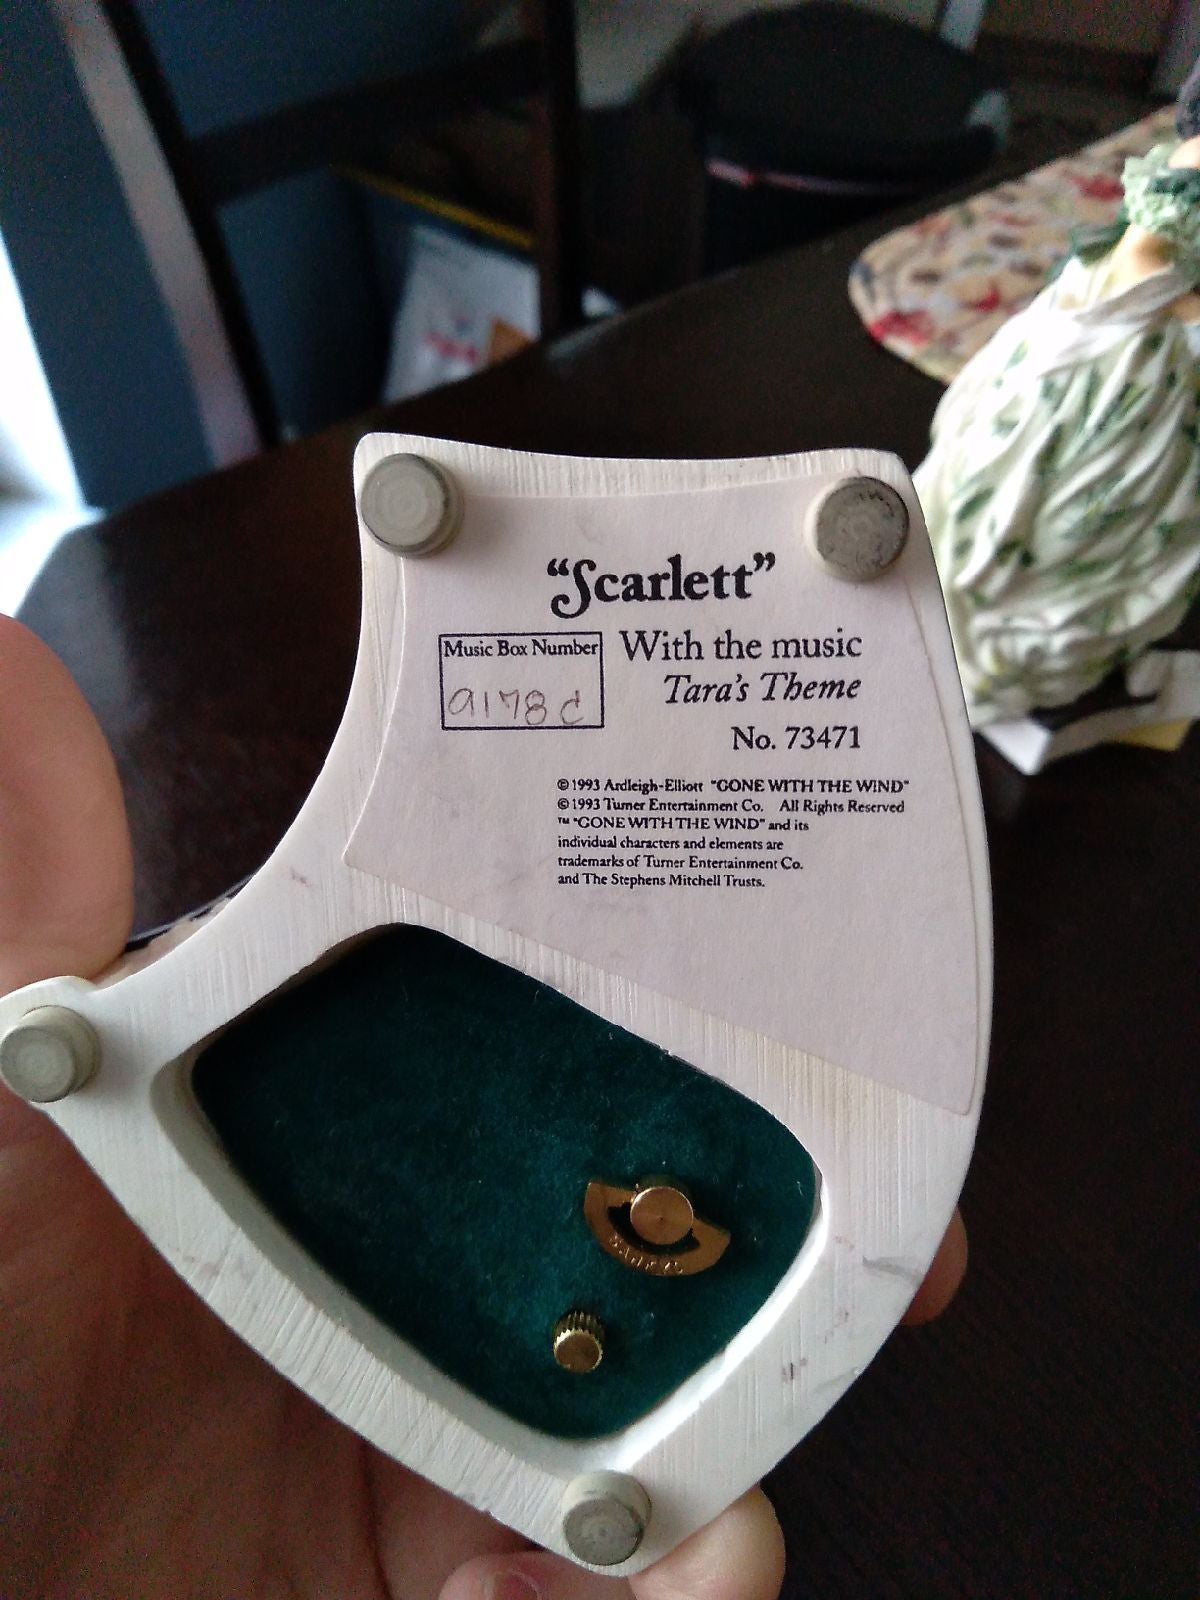 “Scarlett”
Music Box Number
9178 C
With the music
Tara's Theme
No. 73471
© 1993 Ardleigh-Elliott "GONE WITH THE WIND"
© 1993 Turner Entertainment Co. All Rights Reserved
™ "GONE WITH THE WIND" and its
individual characters and elements are
trademarks of Turner Entertainment Co.
and The Stephens Mitchell Trusts.
SANKYO